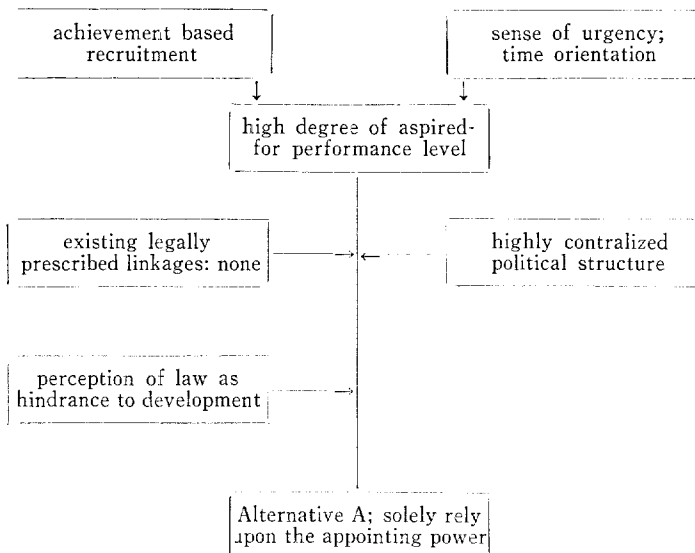 achievement based
recruitment
sense of urgency;
time orientation
high degree of aspired-
for performance level
existing legally
prescribed linkages: none
highly contralized
political structure
perception of law as
hindrance to development
Alternative A; solely rely
upon the appointing power